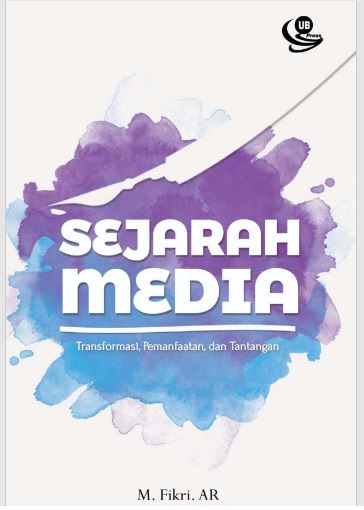 UB
Press
SEJARAH
MEDIA
Transformasi, Pemanfaatan, dan Tantangan
M. Fikri. AR